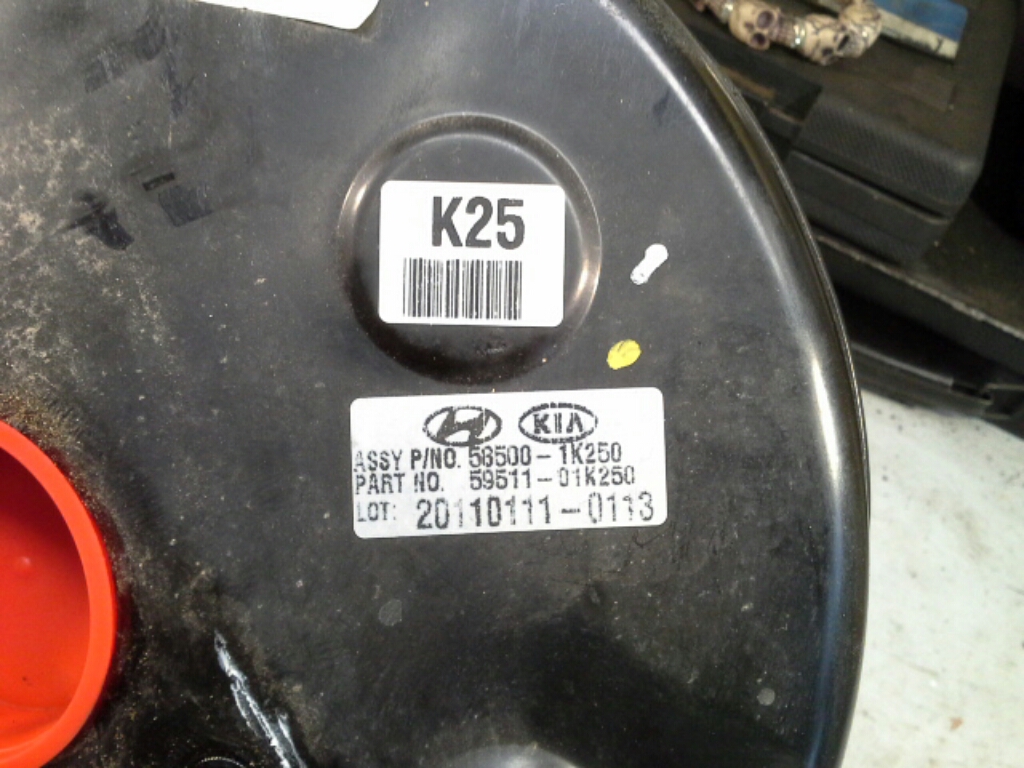 K25
KIA
ASSY P/NO. 58500-1K250
PART NO. 59511-01K250
LOT: 20110111-0113